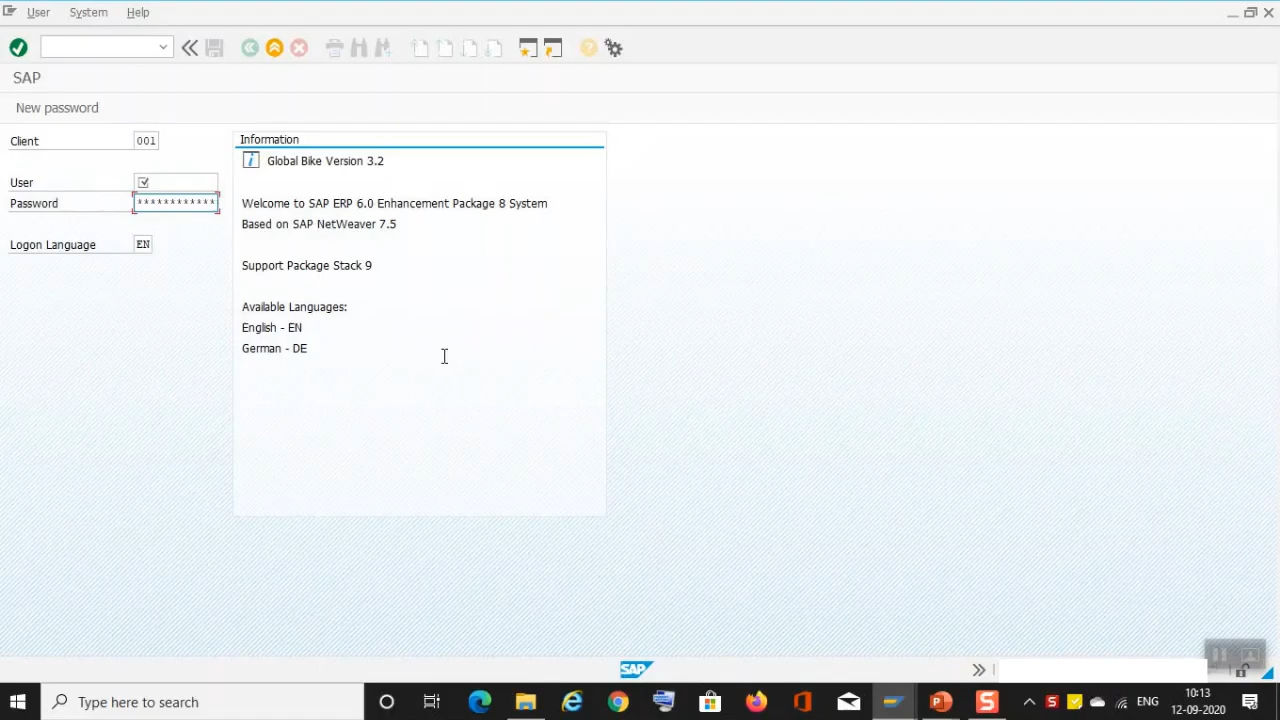 User System Help
SAP
New password
Client 001
User
Password ************
Logon Language EN
Information
i Global Bike Version 3.2
Welcome to SAP ERP 6.0 Enhancement Package 8 System
Based on SAP NetWeaver 7.5
Support Package Stack 9
Available Languages:
English - EN
German - DE
SAP
Type here to search
ENG
10:13
12-09-2020